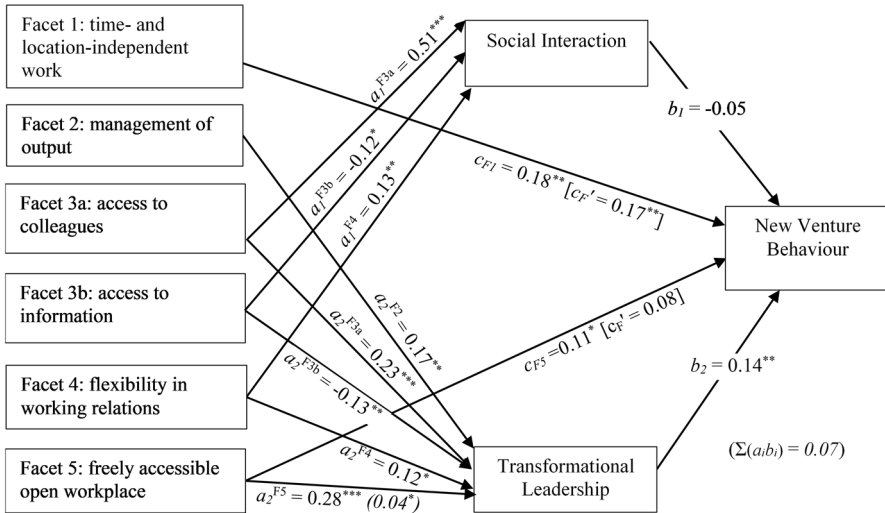 Facet 1: time- and
location-independent
work
Facet 2: management of
output
Facet 3a: access to
colleagues
Facet 3b: access to
information
Facet 4: flexibility in
working relations
Facet 5: freely accessible
open workplace
Social Interaction
Transformational
Leadership
New Venture
Behaviour
a₁ᶠ³ᵃ = 0.51***
a₁ᶠ³ᵇ = -0.12*
a₁ᶠ⁴ = 0.13**
b₁ = -0.05
c_F1 = 0.18** [c_F' = 0.17**]
a₂ᶠ² = 0.17**
a₂ᶠ³ᵃ = 0.23***
a₂ᶠ³ᵇ = -0.13**
a₂ᶠ⁴ = 0.12*
a₂ᶠ⁵ = 0.28*** (0.04*)
c_F5 =0.11* [c_F' = 0.08]
b₂ = 0.14**
(Σ(aᵢbᵢ) = 0.07)